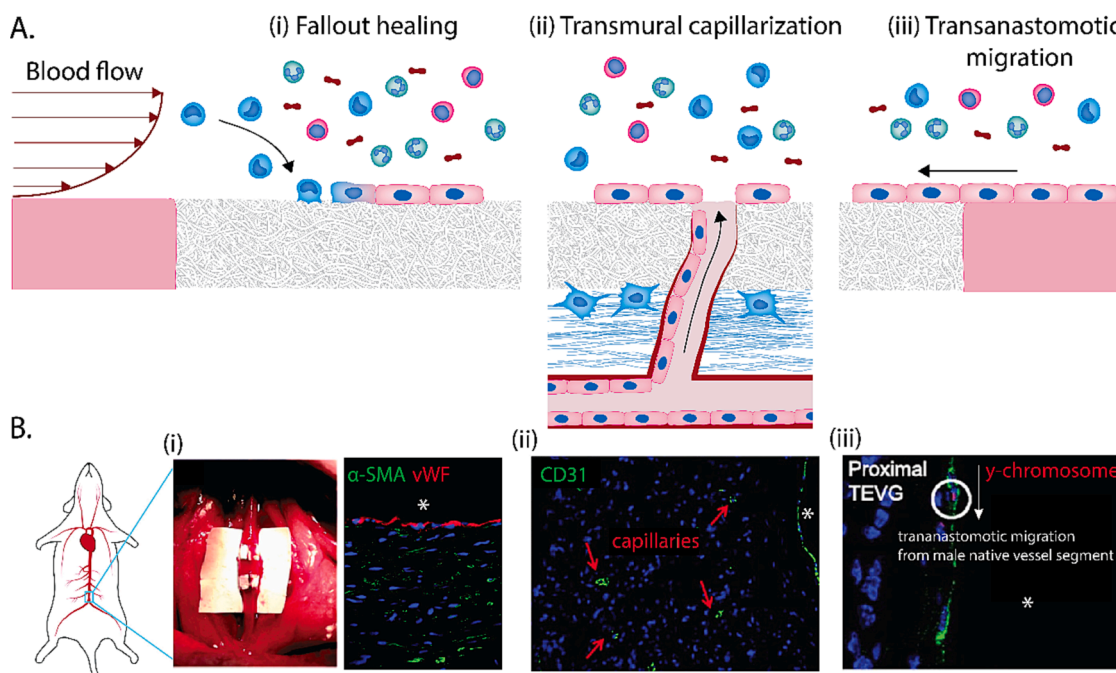 A.
(i) Fallout healing
(ii) Transmural capillarization
(iii) Transanastomotic
migration
Blood flow
B.
(i)
α-SMA vWF
*
(ii)
CD31
capillaries
*
(iii)
Proximal
TEVG
y-chromosome
trananastomotic migration
from male native vessel segment
*